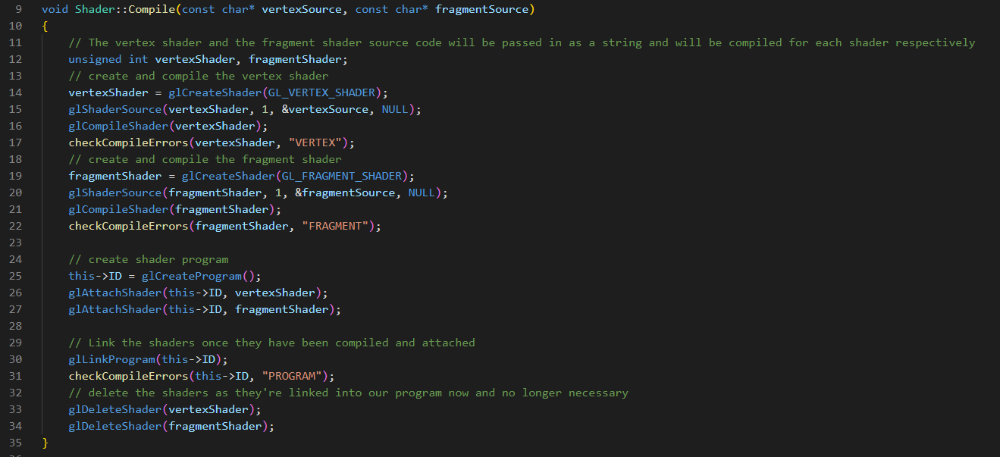 9 void Shader::Compile(const char* vertexSource, const char* fragmentSource)
10 {
11     // The vertex shader and the fragment shader source code will be passed in as a string and will be compiled for each shader respectively
12     unsigned int vertexShader, fragmentShader;
13     // create and compile the vertex shader
14     vertexShader = glCreateShader(GL_VERTEX_SHADER);
15     glShaderSource(vertexShader, 1, &vertexSource, NULL);
16     glCompileShader(vertexShader);
17     checkCompileErrors(vertexShader, "VERTEX");
18     // create and compile the fragment shader
19     fragmentShader = glCreateShader(GL_FRAGMENT_SHADER);
20     glShaderSource(fragmentShader, 1, &fragmentSource, NULL);
21     glCompileShader(fragmentShader);
22     checkCompileErrors(fragmentShader, "FRAGMENT");
23
24     // create shader program
25     this->ID = glCreateProgram();
26     glAttachShader(this->ID, vertexShader);
27     glAttachShader(this->ID, fragmentShader);
28
29     // Link the shaders once they have been compiled and attached
30     glLinkProgram(this->ID);
31     checkCompileErrors(this->ID, "PROGRAM");
32     // delete the shaders as they're linked into our program now and no longer necessary
33     glDeleteShader(vertexShader);
34     glDeleteShader(fragmentShader);
35 }